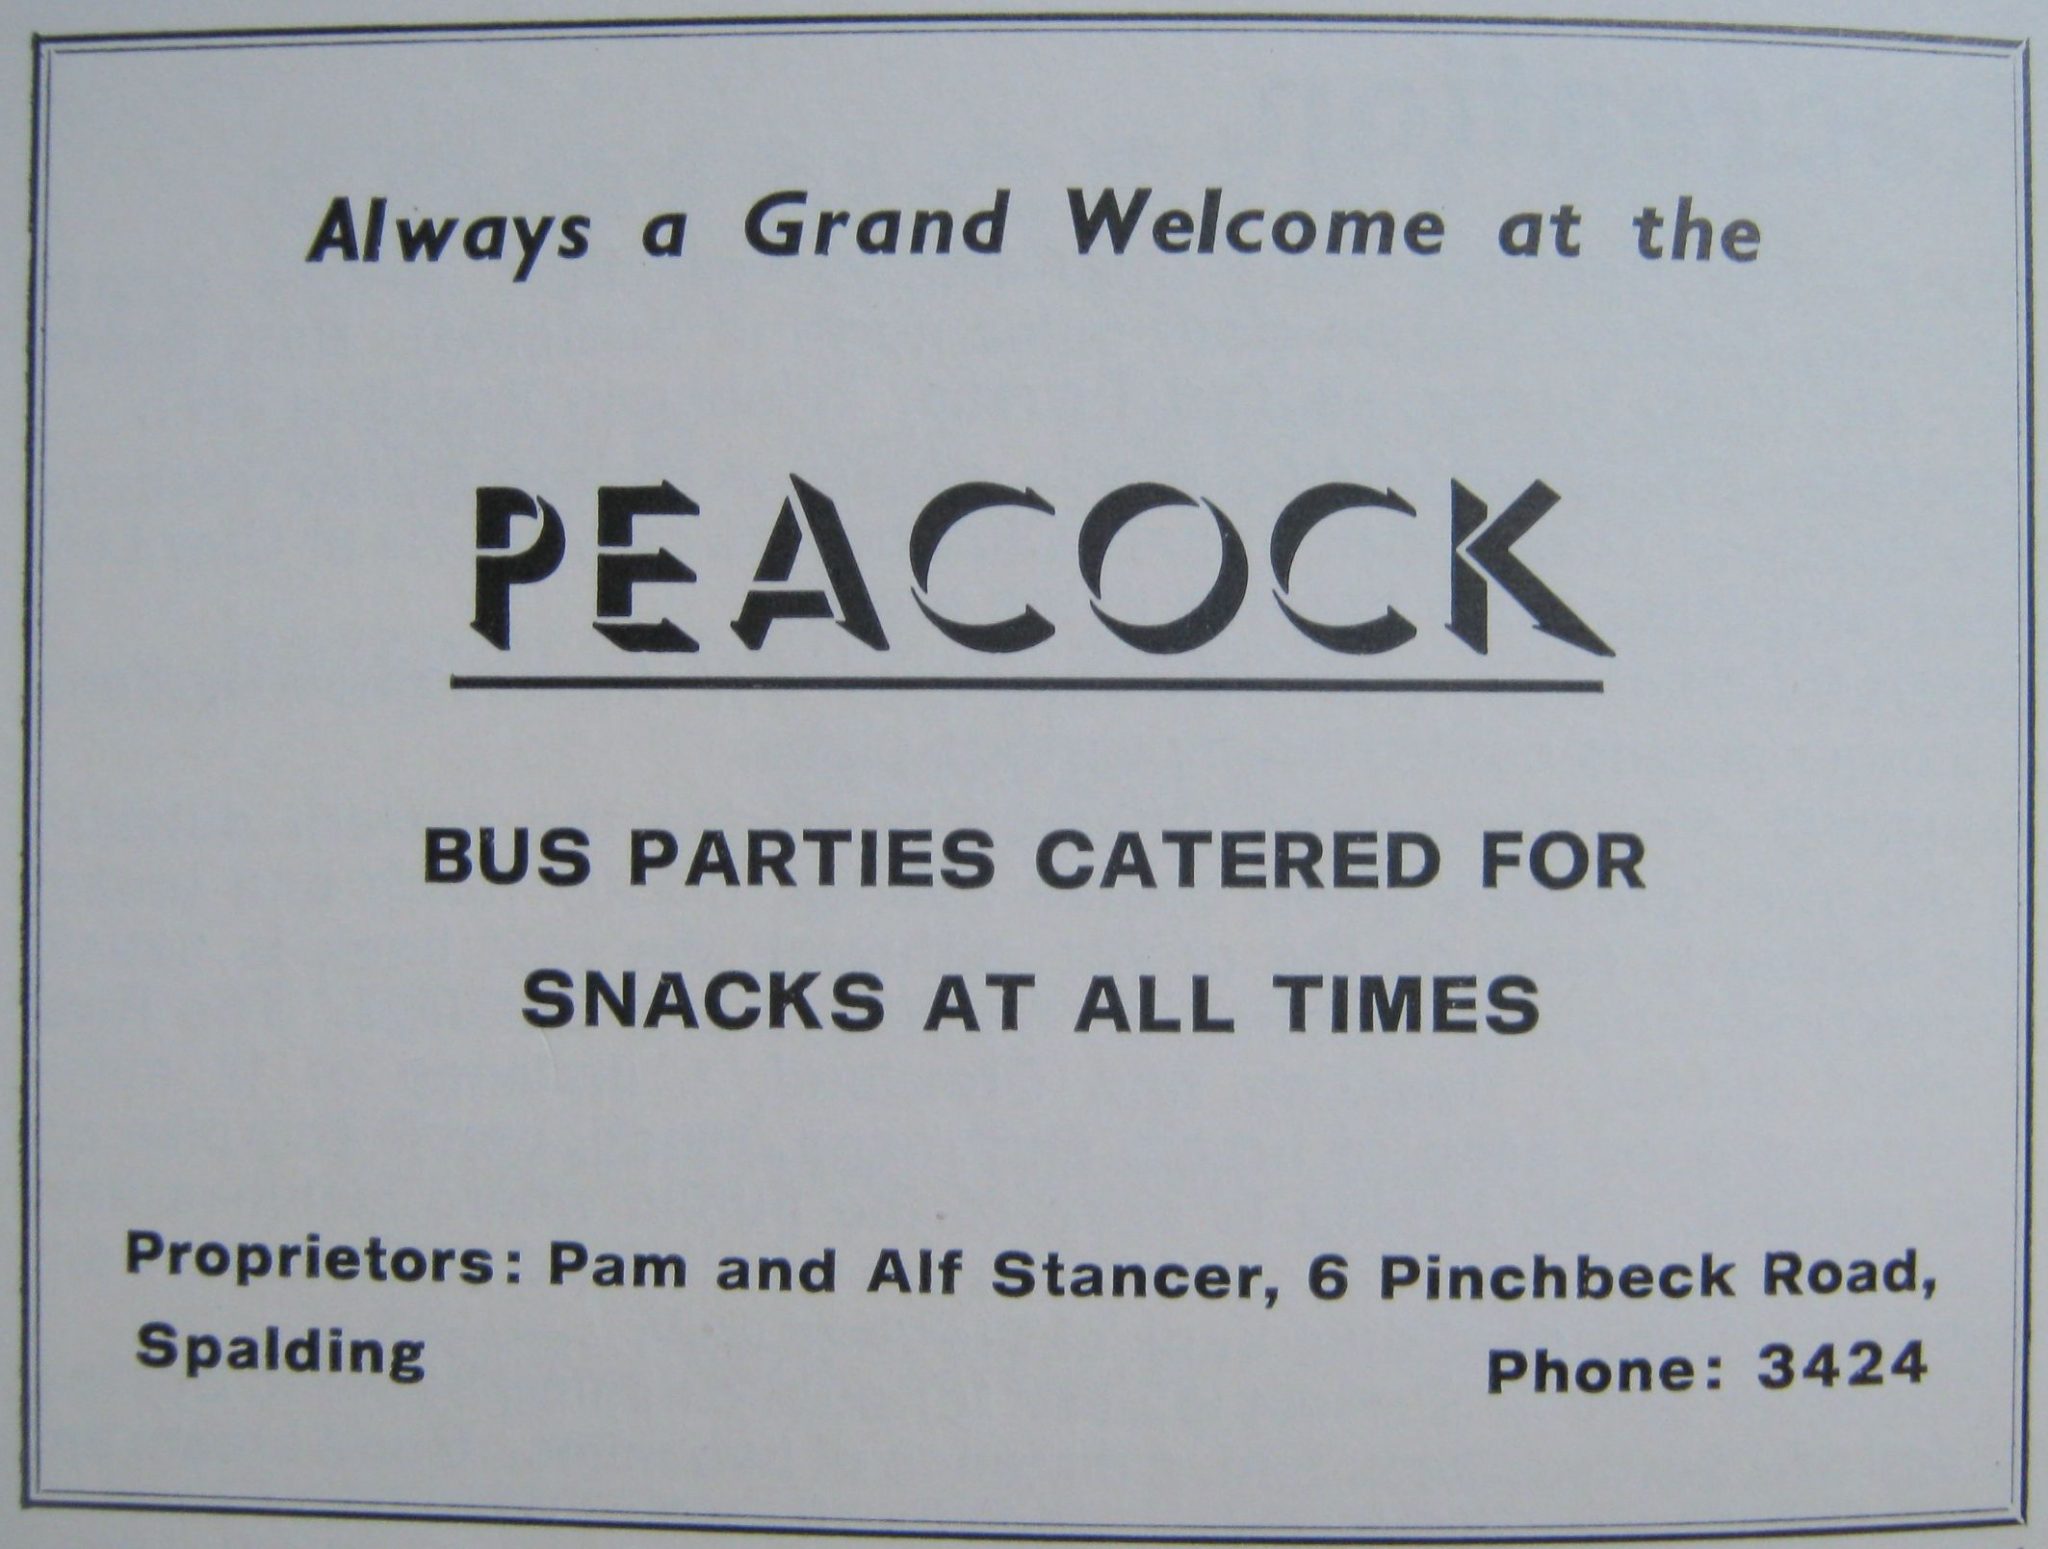 Always a Grand Welcome at the
PEACOCK
BUS PARTIES CATERED FOR
SNACKS AT ALL TIMES
Proprietors: Pam and Alf Stancer, 6 Pinchbeck Road,
Spalding Phone: 3424